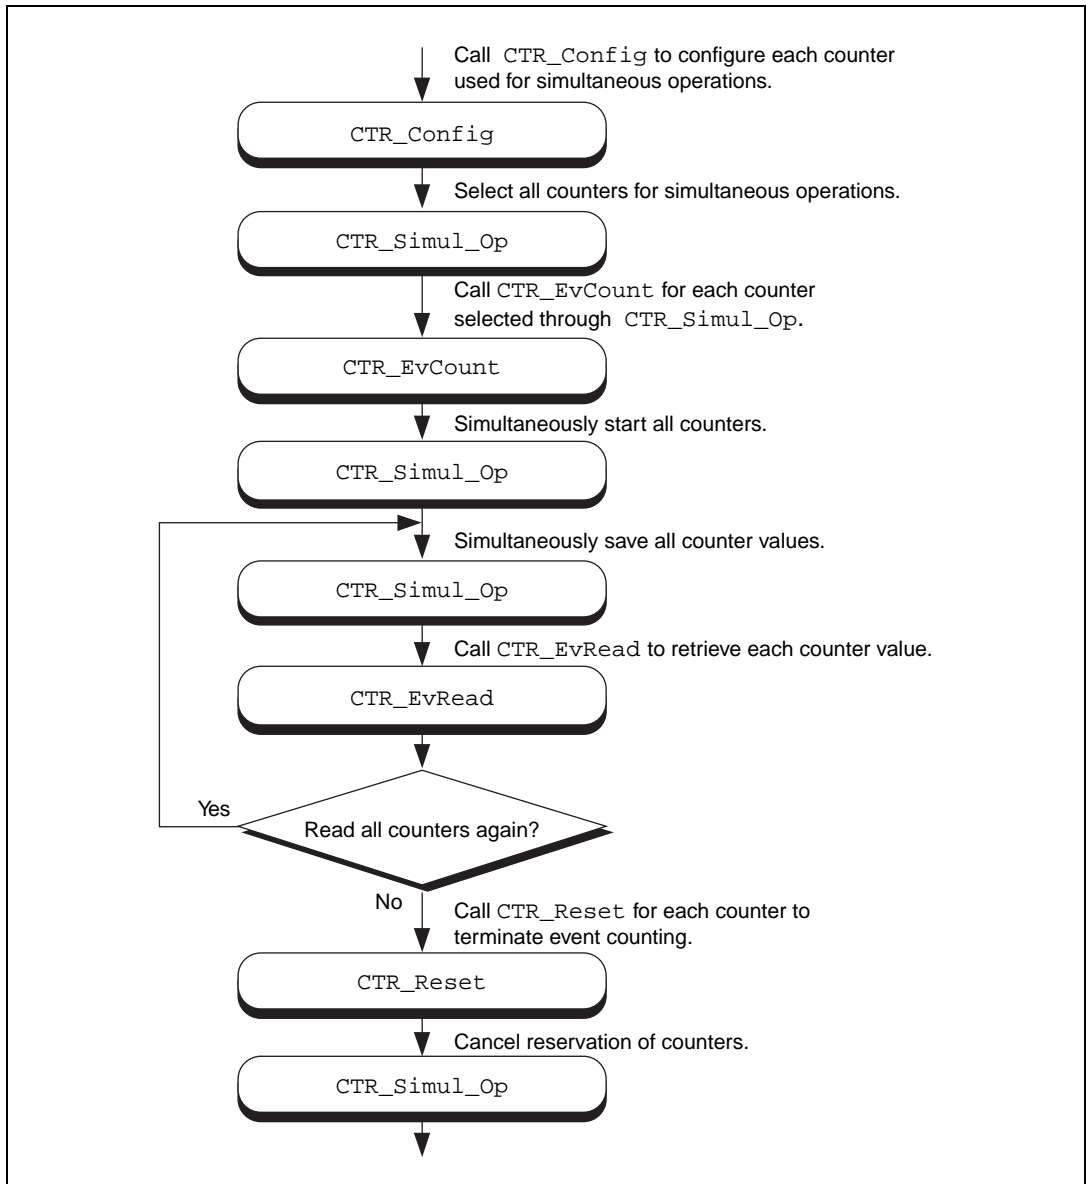 Call CTR_Config to configure each counter
used for simultaneous operations.
CTR_Config
Select all counters for simultaneous operations.
CTR_Simul_Op
Call CTR_EvCount for each counter
selected through CTR_Simul_Op.
CTR_EvCount
Simultaneously start all counters.
CTR_Simul_Op
Simultaneously save all counter values.
CTR_Simul_Op
Call CTR_EvRead to retrieve each counter value.
CTR_EvRead
Yes
Read all counters again?
No
Call CTR_Reset for each counter to
terminate event counting.
CTR_Reset
Cancel reservation of counters.
CTR_Simul_Op